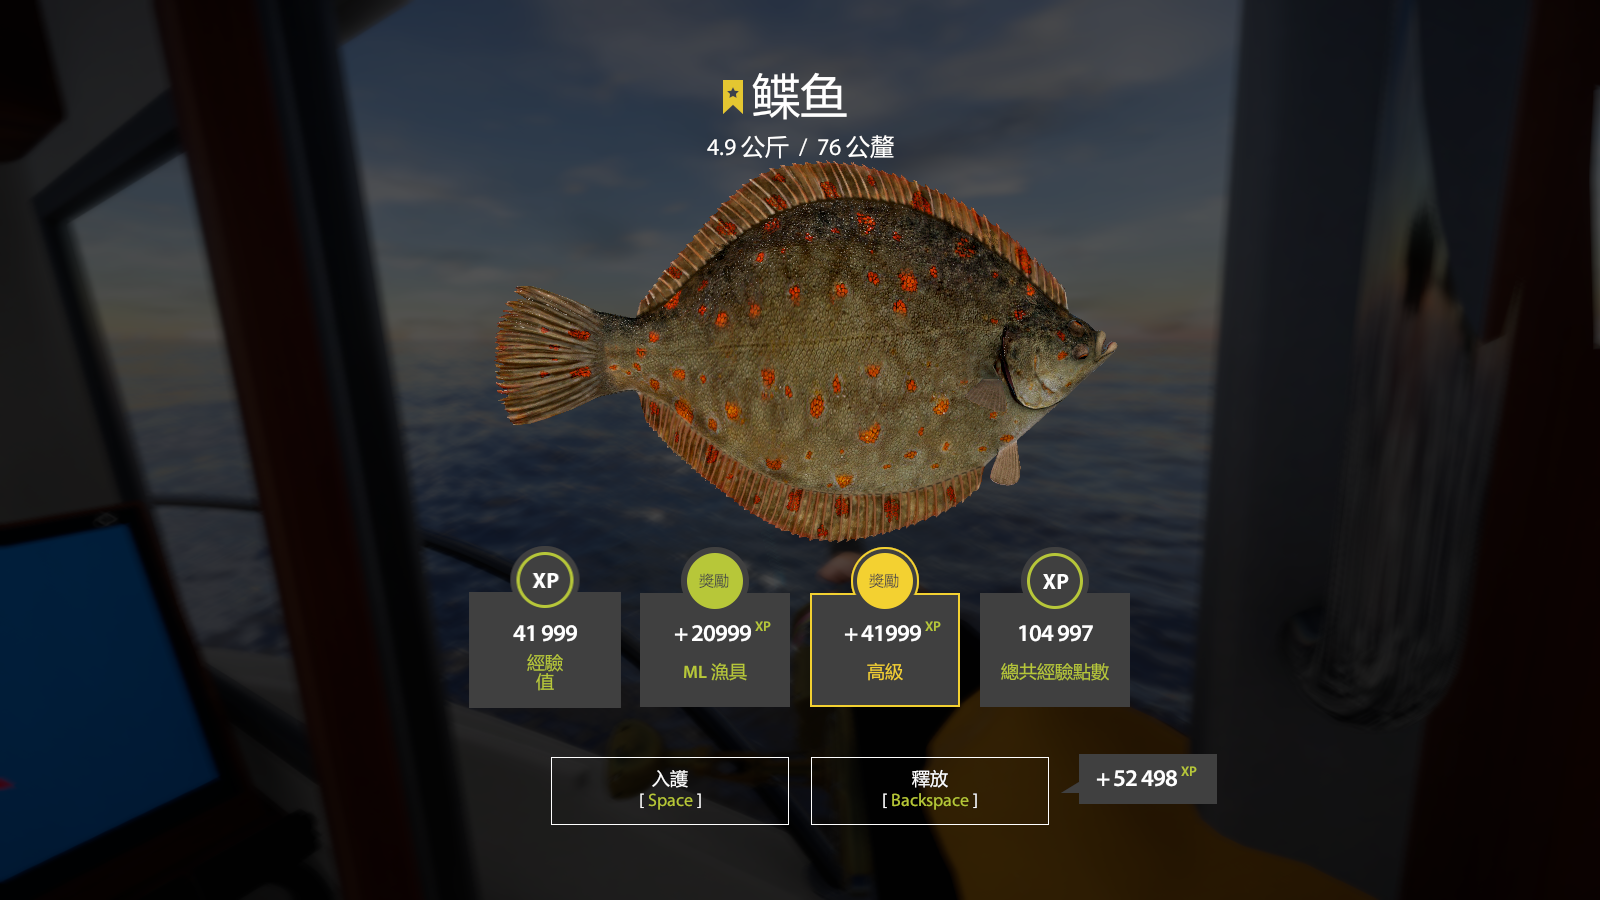 鲽鱼
4.9 公斤 / 76 公釐
XP
41 999
經驗
值
獎勵
+20999 XP
ML 漁具
獎勵
+41999 XP
高級
XP
104 997
總共經驗點數
入護
[ Space ]
釋放
[ Backspace ]
+52 498 XP